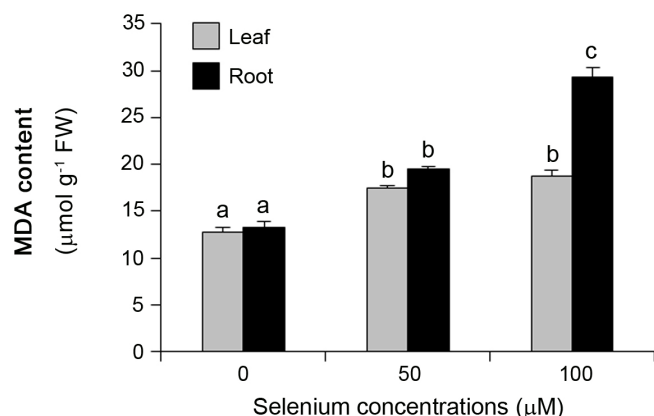 35
30
25
20
15
10
5
0
MDA content
(μmol g⁻¹ FW)
Leaf
Root
a a
b b
b c
0 50 100
Selenium concentrations (μM)